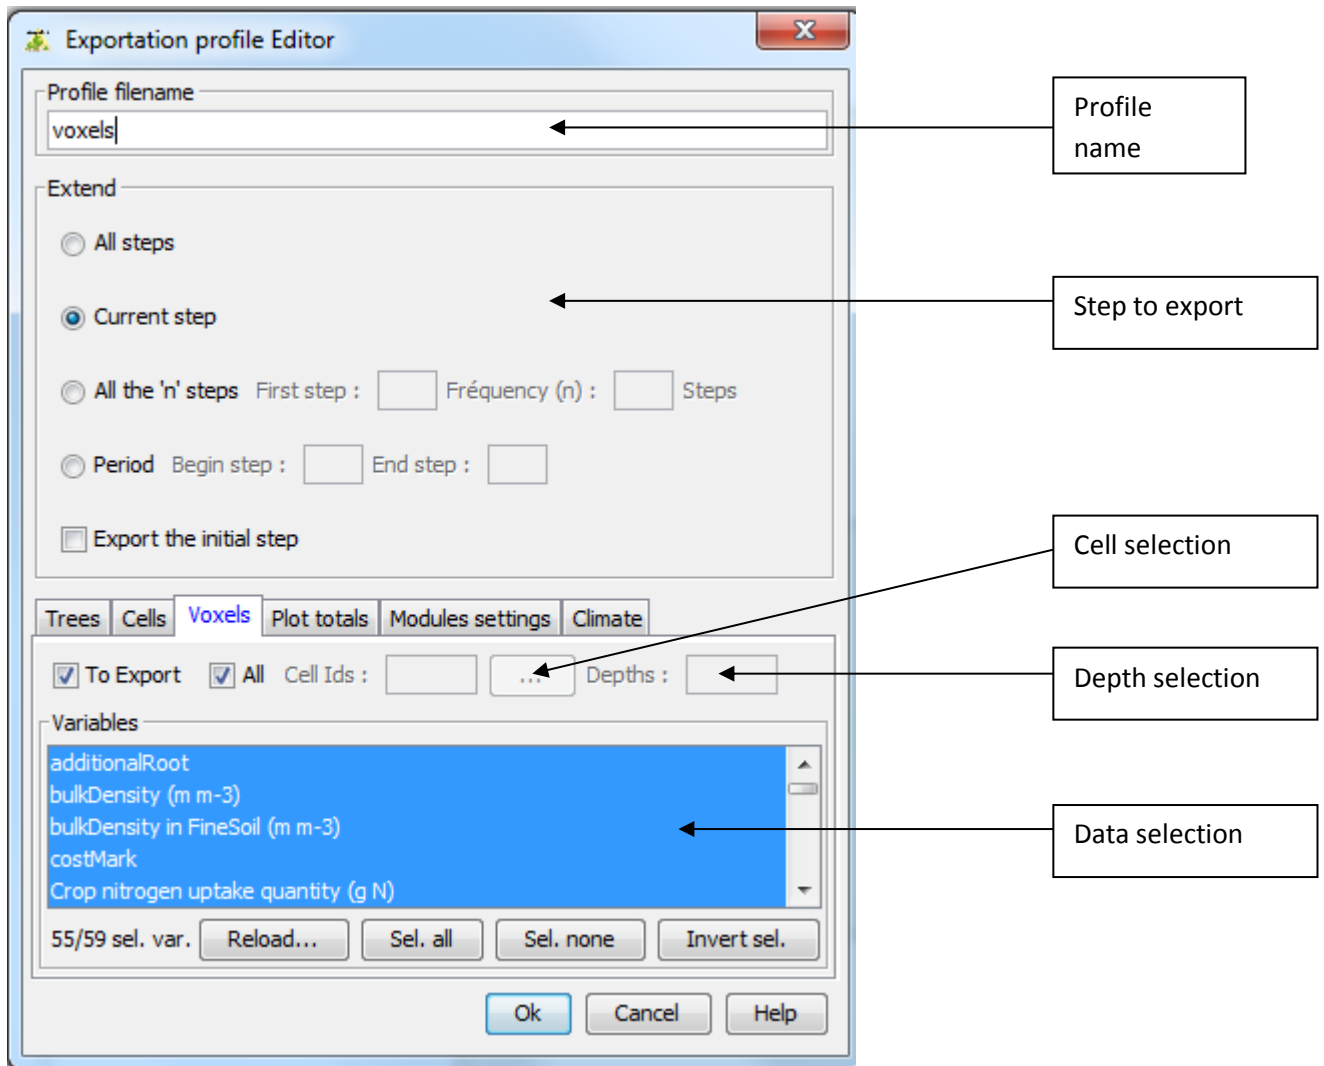 Exportation profile Editor
Profile filename
voxels
Profile
name
Extend
All steps
Current step
Step to export
All the 'n' steps First step : Fréquency (n) : Steps
Period Begin step : End step :
Export the initial step
Cell selection
Trees Cells Voxels Plot totals Modules settings Climate
To Export All Cell Ids : ... Depths :
Depth selection
Variables
additionalRoot
bulkDensity (m m-3)
bulkDensity in FineSoil (m m-3)
costMark
Crop nitrogen uptake quantity (g N)
Data selection
55/59 sel. var. Reload... Sel. all Sel. none Invert sel.
Ok Cancel Help